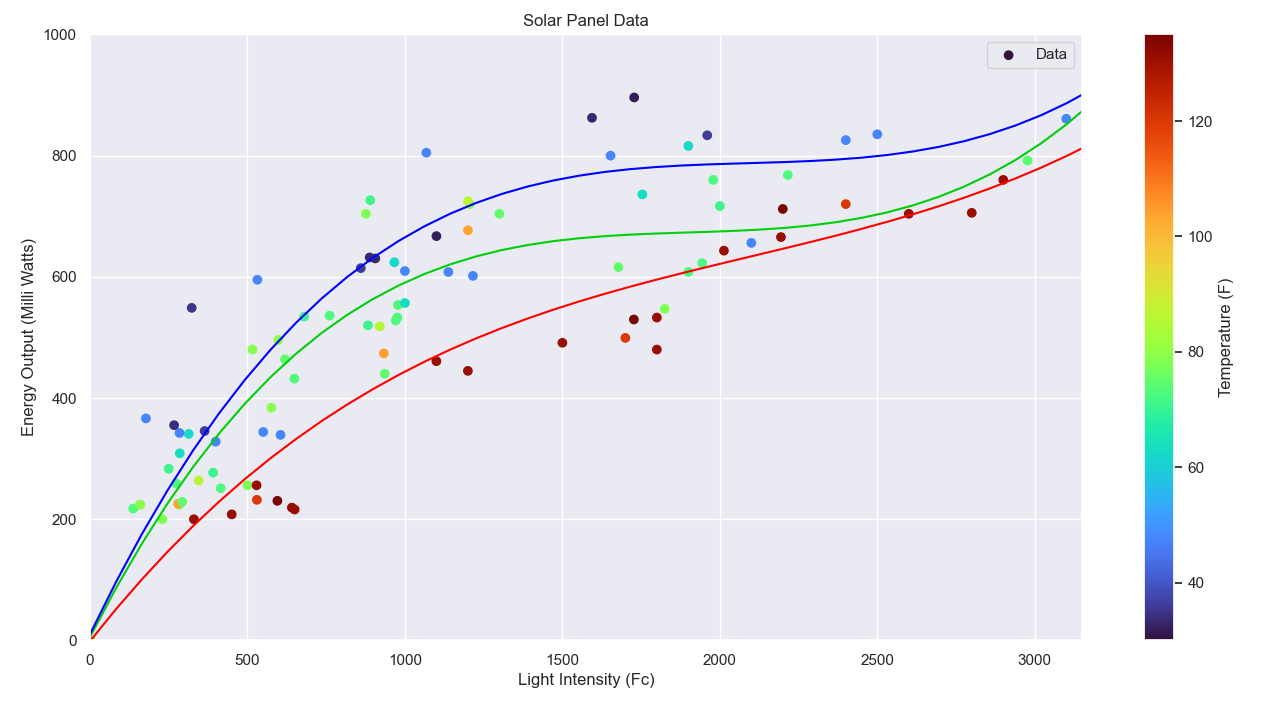 Solar Panel Data
Data
Energy Output (Milli Watts)
1000
800
600
400
200
0
0 500 1000 1500 2000 2500 3000
Light Intensity (Fc)
120
100
80
60
40
Temperature (F)